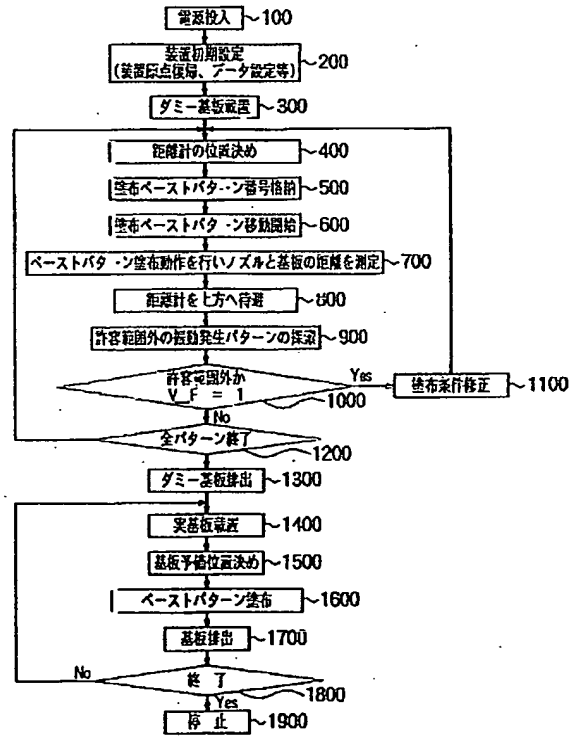 電源投入 100
装置初期設定
(装置原点復帰、データ設定等) 200
ダミー基板載置 300
距離計の位置決め 400
塗布ペーストパターン番号格納 500
塗布ペーストパターン移動開始 600
ペーストパターン塗布動作を行いノズルと基板の距離を測定 700
距離計を上方へ待避 800
許容範囲外の振動発生パターンの探索 900
許容範囲外か
V_F = 1 1000
Yes
塗布条件修正 1100
No
全パターン終了 1200
ダミー基板排出 1300
実基板載置 1400
基板予備位置決め 1500
ペーストパターン塗布 1600
基板排出 1700
No
終了 1800
Yes
停止 1900